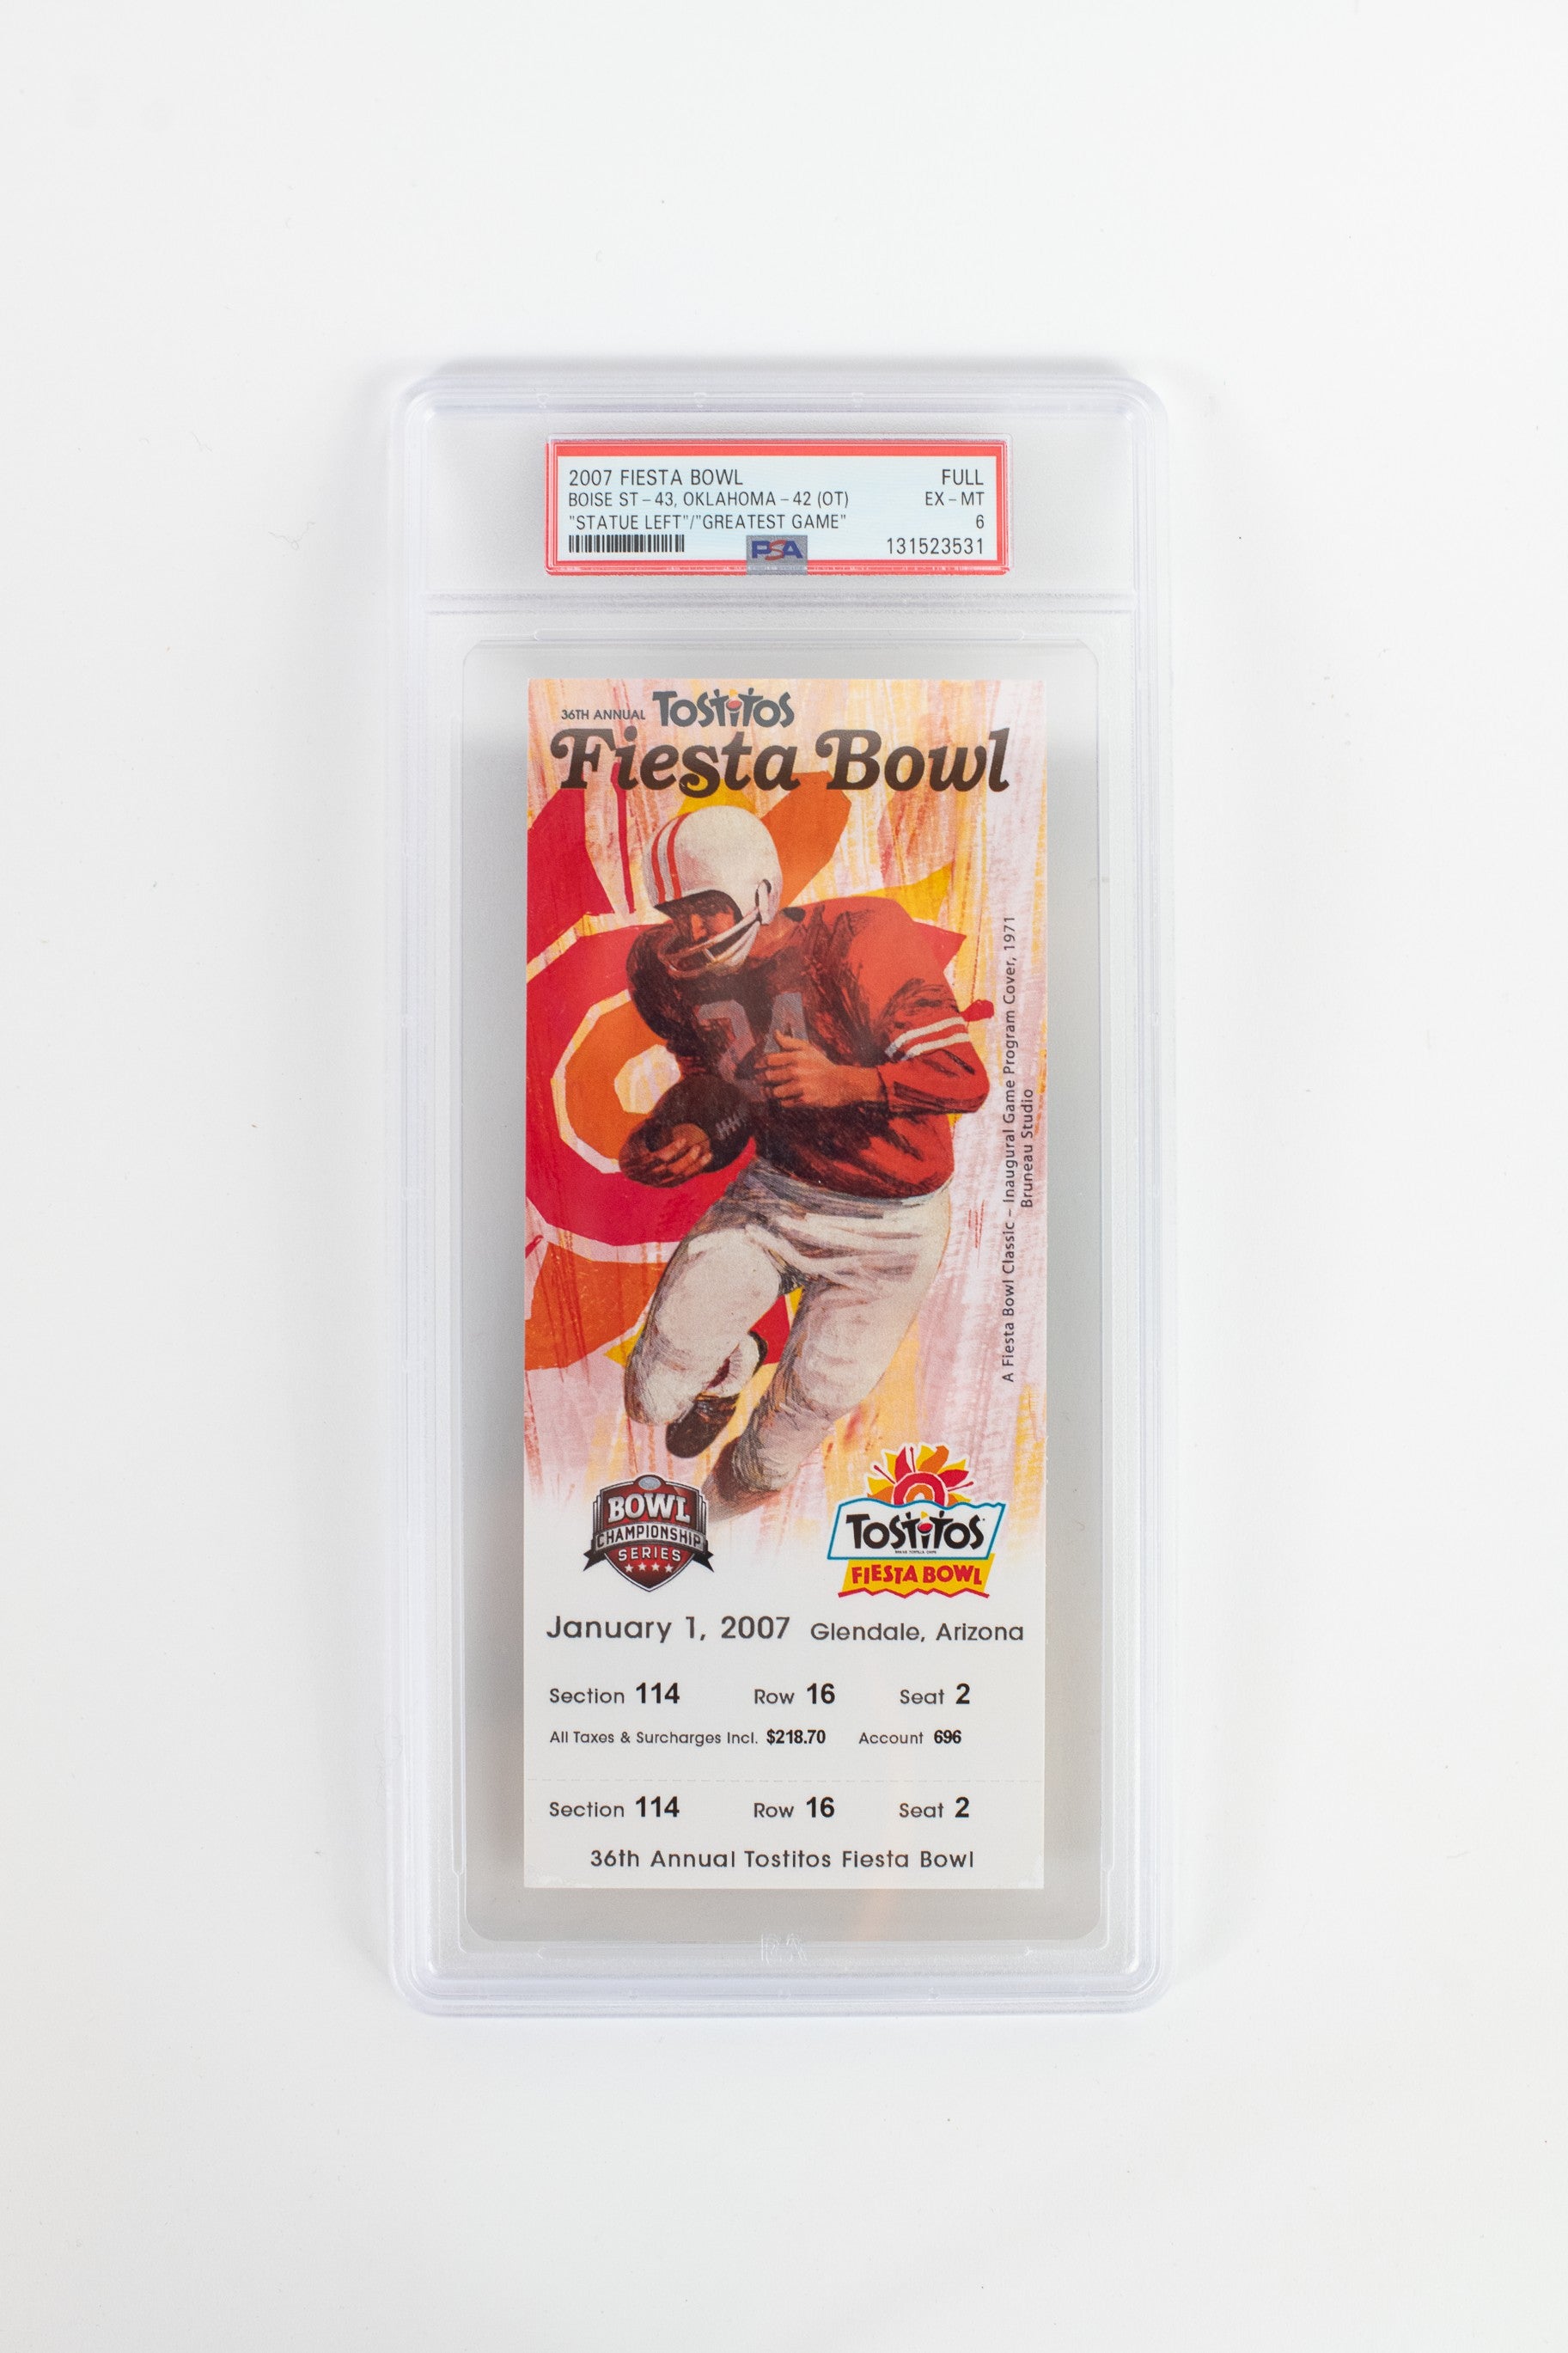 2007 FIESTA BOWL FULL
BOISE ST-43, OKLAHOMA-42 (OT) EX-MT
"STATUE LEFT"/"GREATEST GAME" 6
PSA 131523531
36TH ANNUAL TOSTITOS
Fiesta Bowl
34
A Fiesta Bowl Classic – Inaugural Game Program Cover, 1971
Bruneau Studio
BOWL
CHAMPIONSHIP
SERIES
TOSTITOS
FIESTA BOWL
January 1, 2007 Glendale, Arizona
Section 114 Row 16 Seat 2
All Taxes & Surcharges Incl. $218.70 Account 696
Section 114 Row 16 Seat 2
36th Annual Tostitos Fiesta Bowl